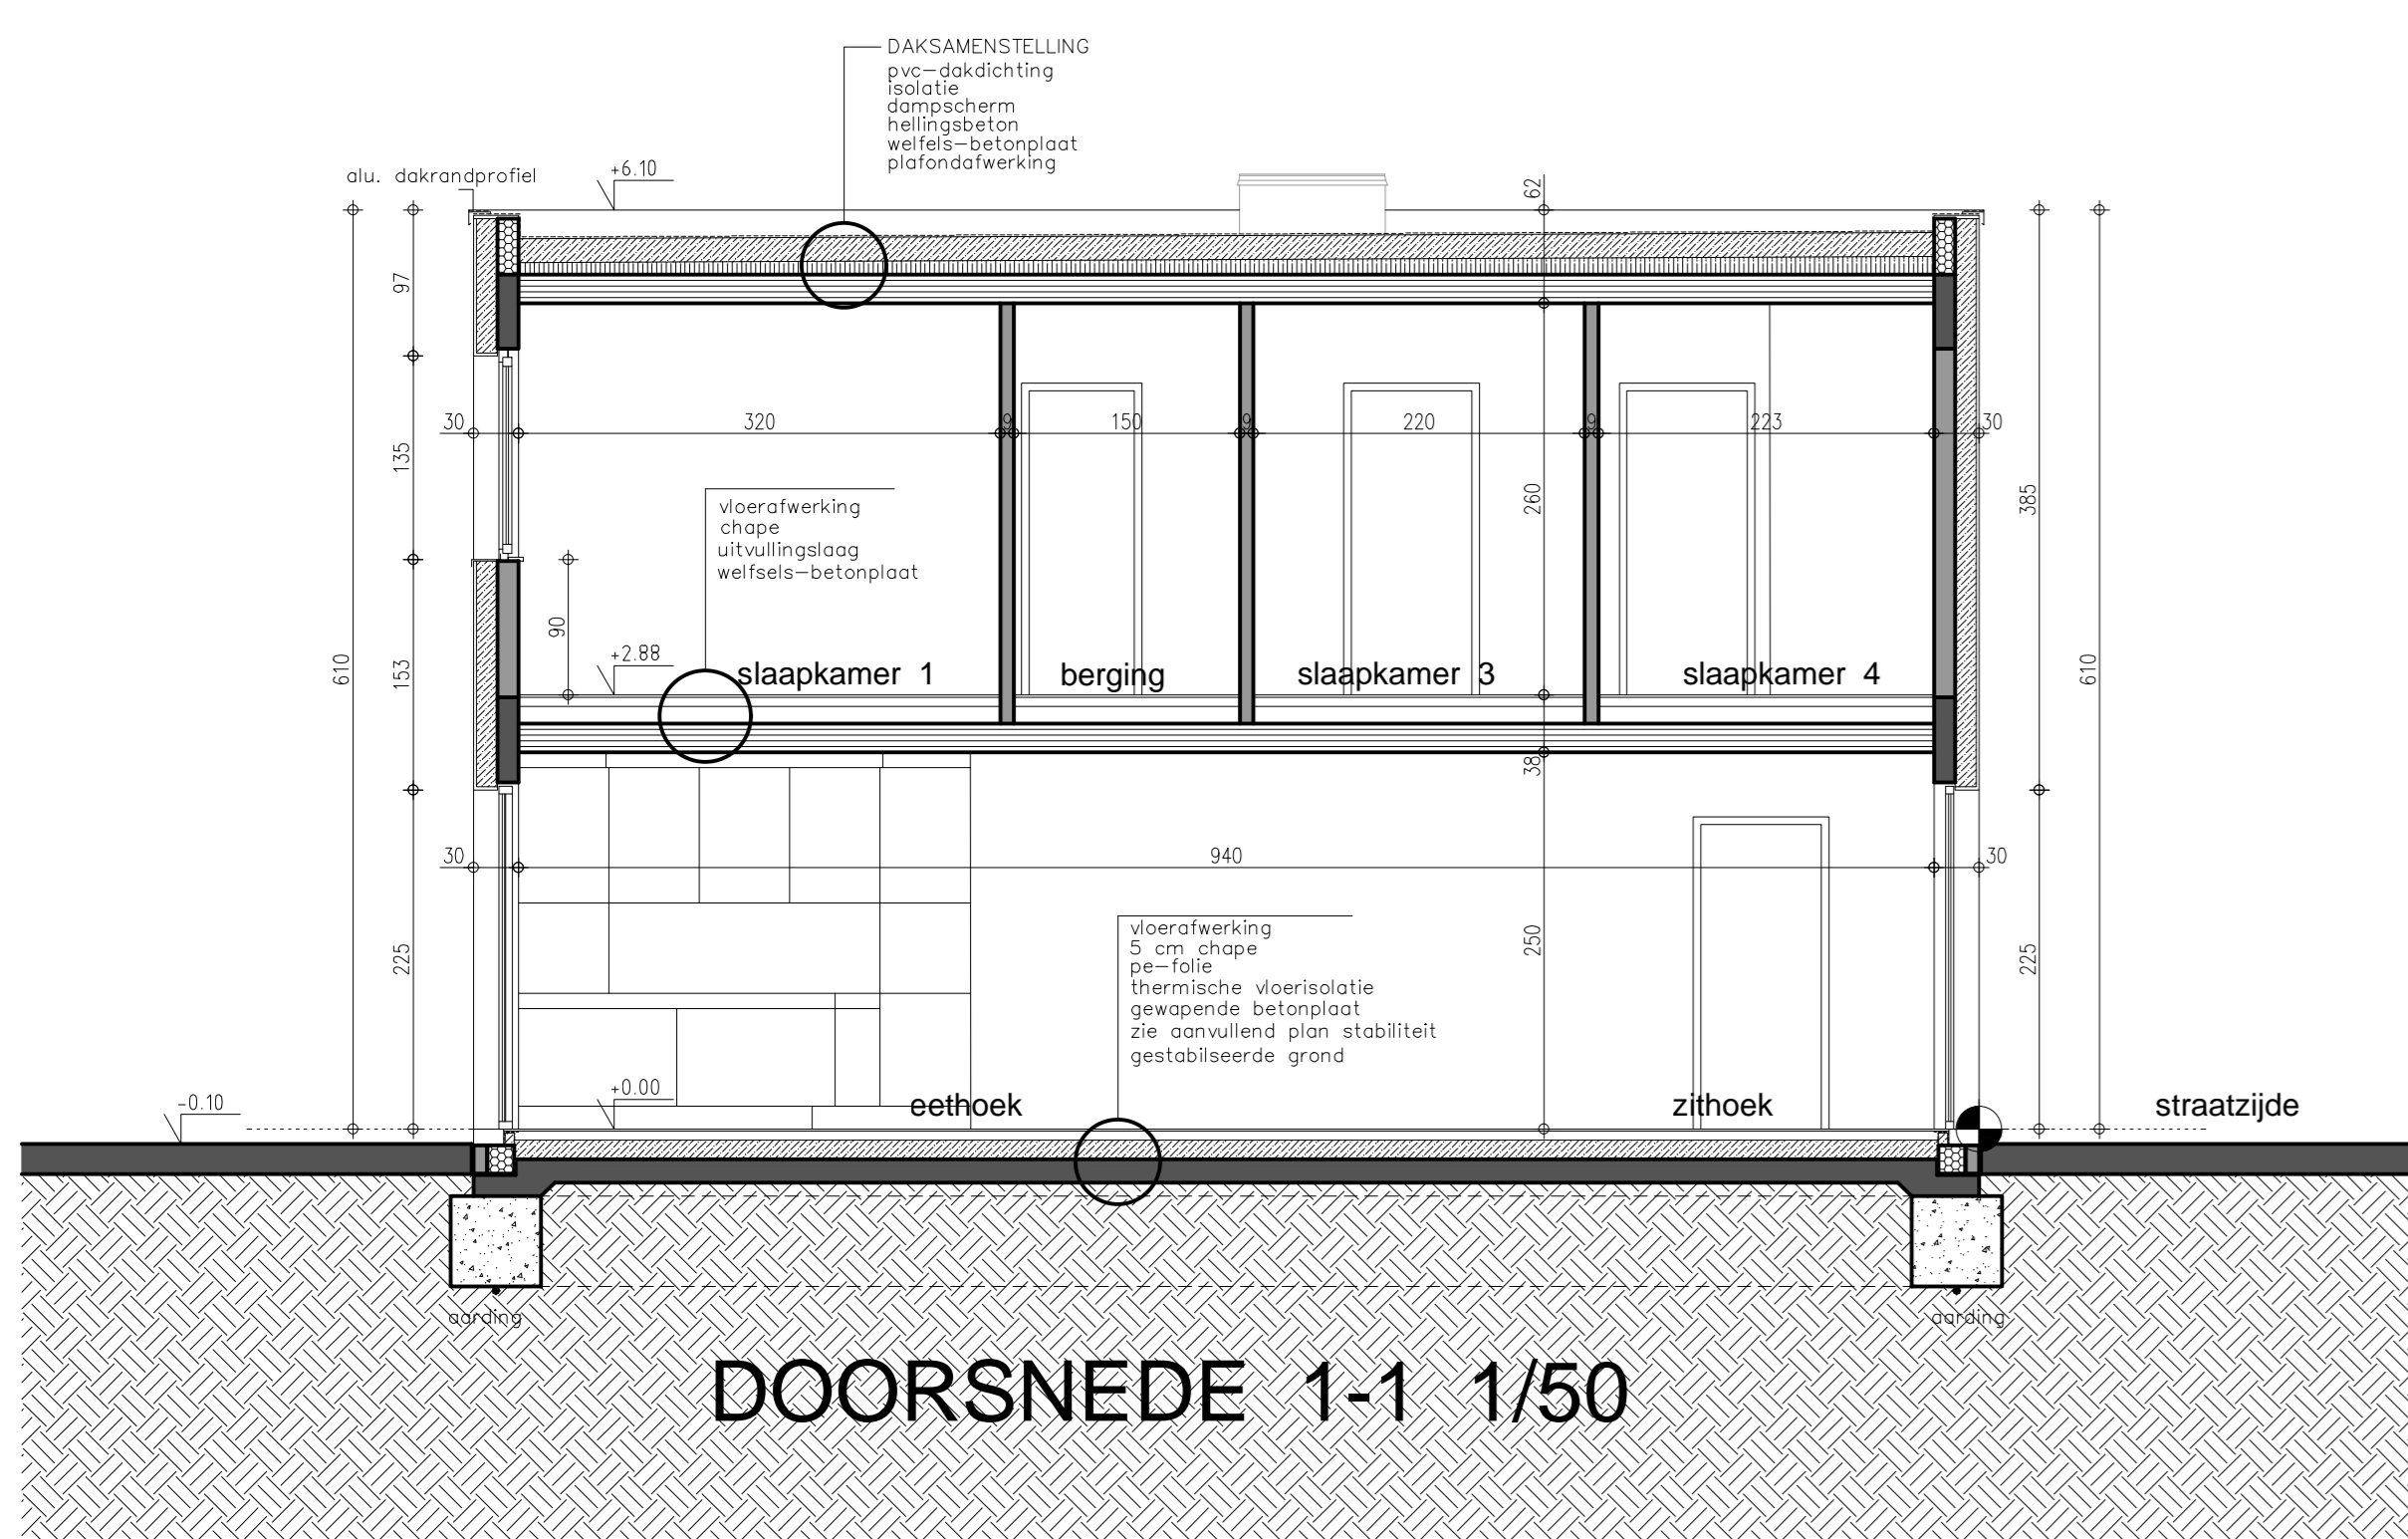 DAKSAMENSTELLING
pvc-dakdichting
isolatie
dampscherm
hellingsbeton
welfels-betonplaat
plafondafwerking
alu. dakrandprofiel
+6.10
62
97
30
320
9
150
9
220
9
223
30
135
260
385
vloerafwerking
chape
uitvullingslaag
welfsels-betonplaat
90
+2.88
610
153
610
slaapkamer 1
berging
slaapkamer 3
slaapkamer 4
38
30
940
30
225
250
225
vloerafwerking
5 cm chape
pe-folie
thermische vloerisolatie
gewapende betonplaat
zie aanvullend plan stabiliteit
gestabilseerde grond
-0.10
+0.00
eethoek
zithoek
straatzijde
aarding
aarding
DOORSNEDE 1-1 1/50